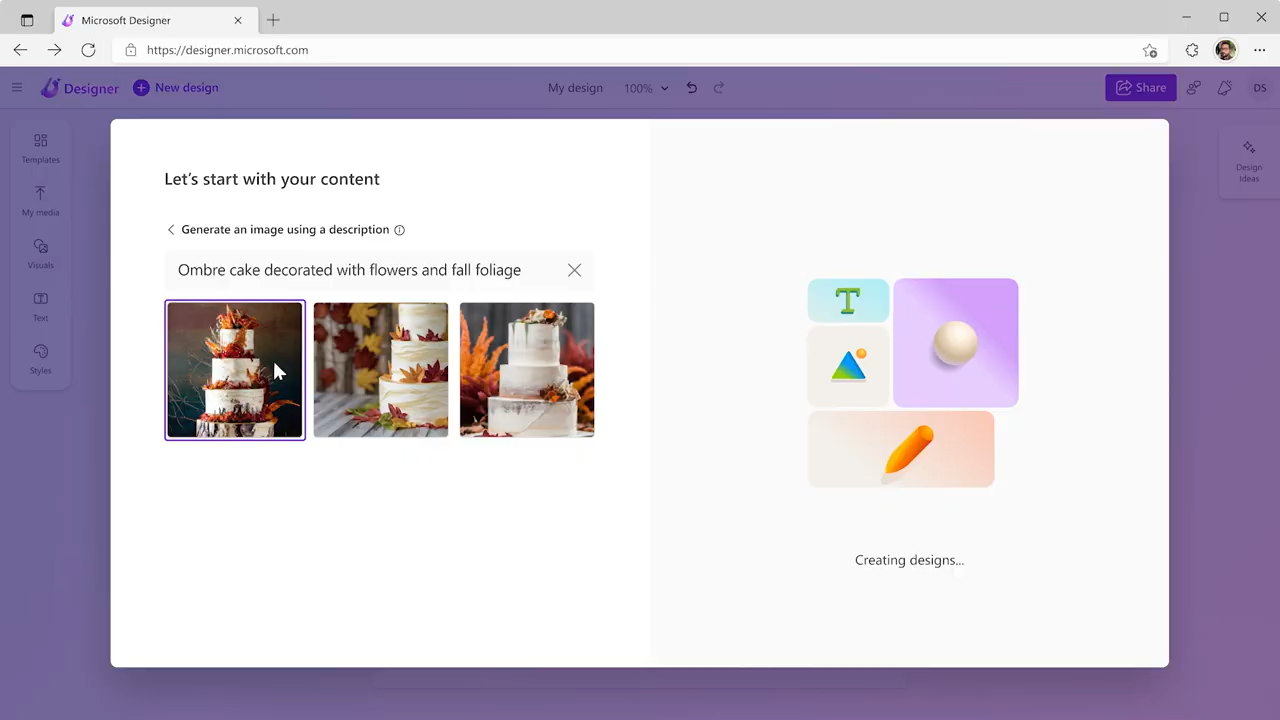 Microsoft Designer
https://designer.microsoft.com
Designer
New design
My design
100%
Share
DS
Templates
My media
Visuals
Text
Styles
Design
Ideas
Let's start with your content
Generate an image using a description
Ombre cake decorated with flowers and fall foliage
T
Creating designs...